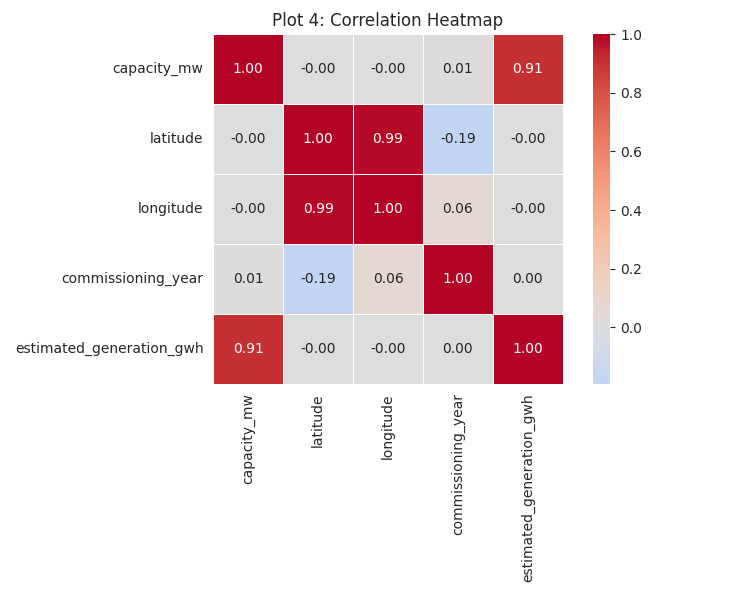 Plot 4: Correlation Heatmap
capacity_mw 1.00 -0.00 -0.00 0.01 0.91
latitude -0.00 1.00 0.99 -0.19 -0.00
longitude -0.00 0.99 1.00 0.06 -0.00
commissioning_year 0.01 -0.19 0.06 1.00 0.00
estimated_generation_gwh 0.91 -0.00 -0.00 0.00 1.00
capacity_mw
latitude
longitude
commissioning_year
estimated_generation_gwh
1.0
0.8
0.6
0.4
0.2
0.0